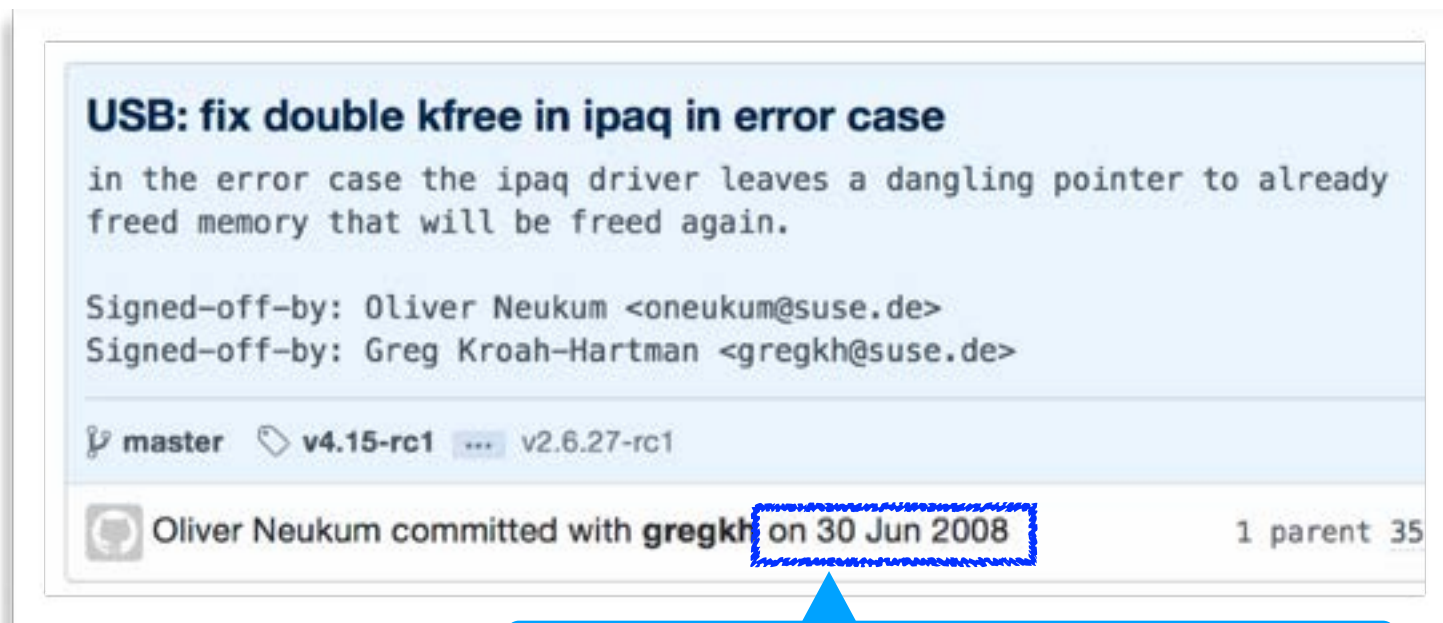 USB: fix double kfree in ipaq in error case
in the error case the ipaq driver leaves a dangling pointer to already
freed memory that will be freed again.
Signed-off-by: Oliver Neukum <oneukum@suse.de>
Signed-off-by: Greg Kroah-Hartman <gregkh@suse.de>
master v4.15-rc1 ... v2.6.27-rc1
Oliver Neukum committed with gregkh on 30 Jun 2008 1 parent 35